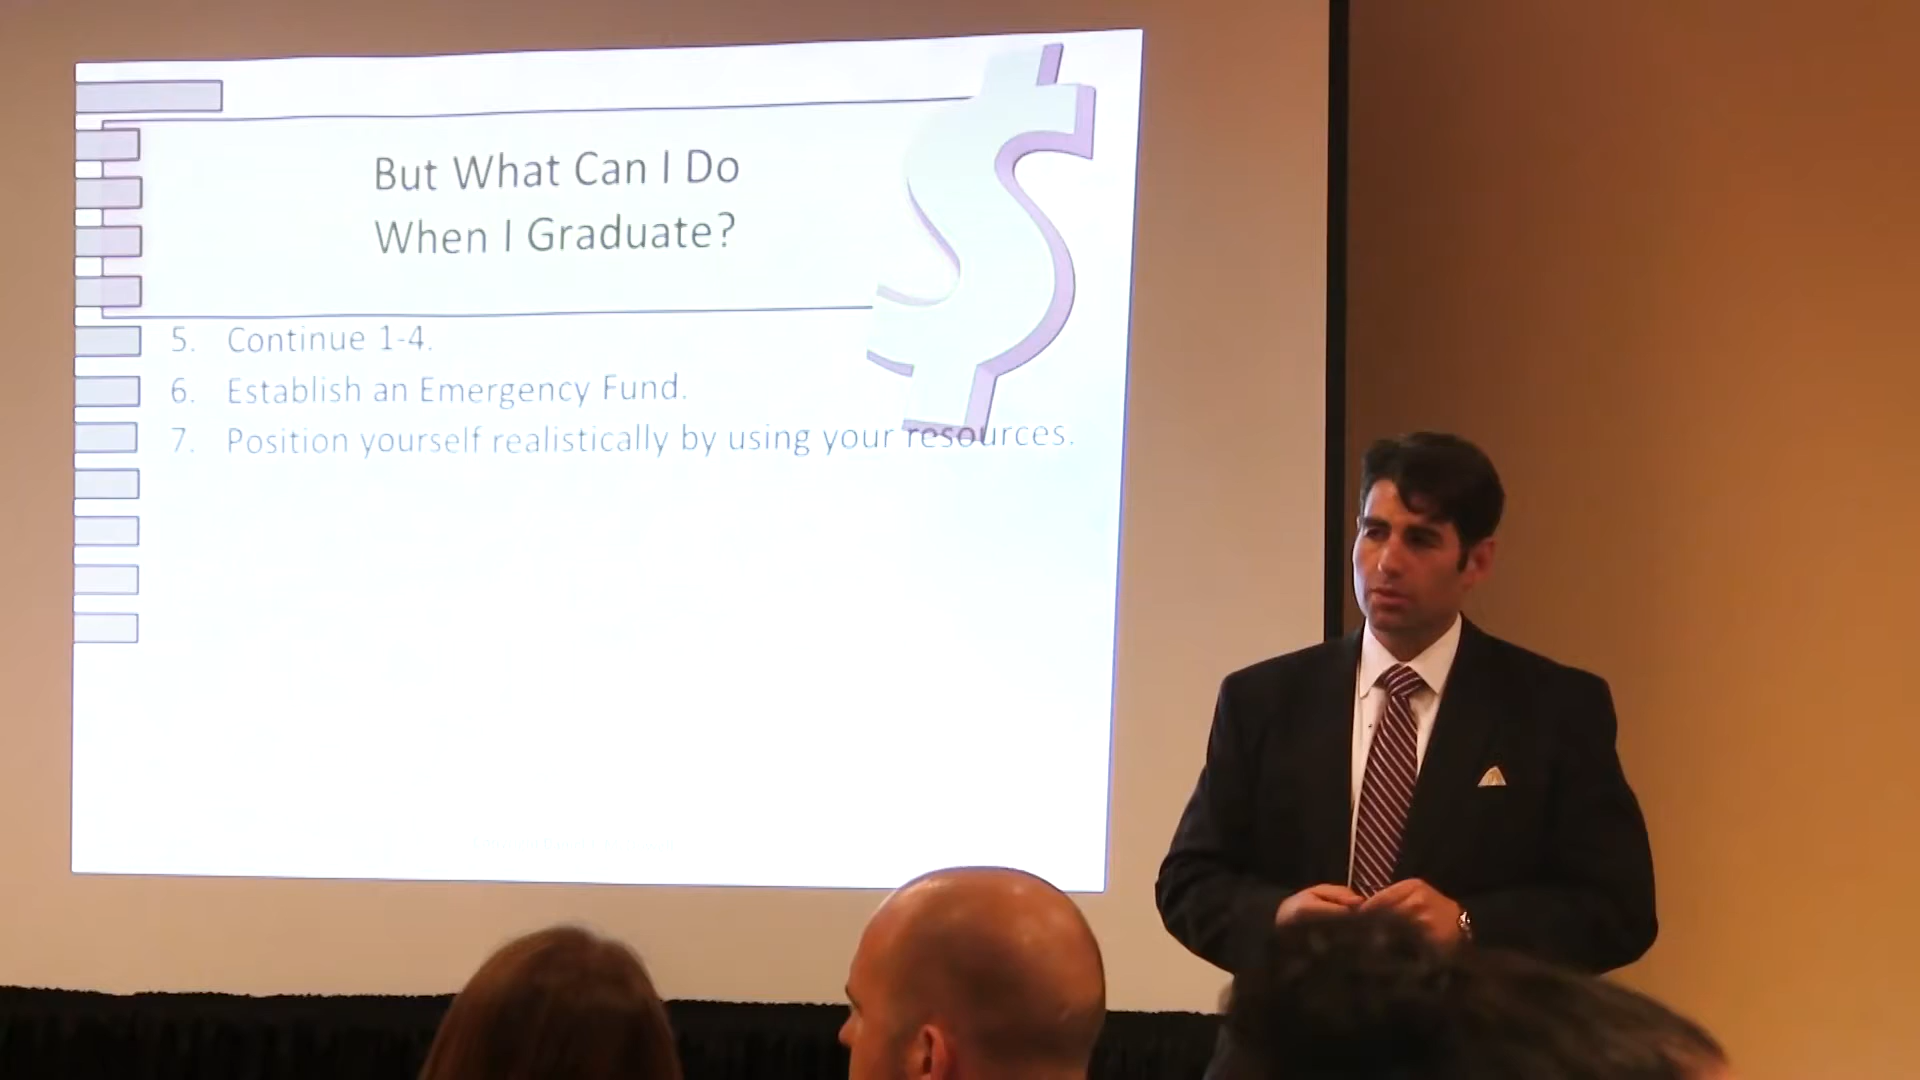 But What Can I Do
When I Graduate?
5. Continue 1-4.
6. Establish an Emergency Fund.
7. Position yourself realistically by using your resources.